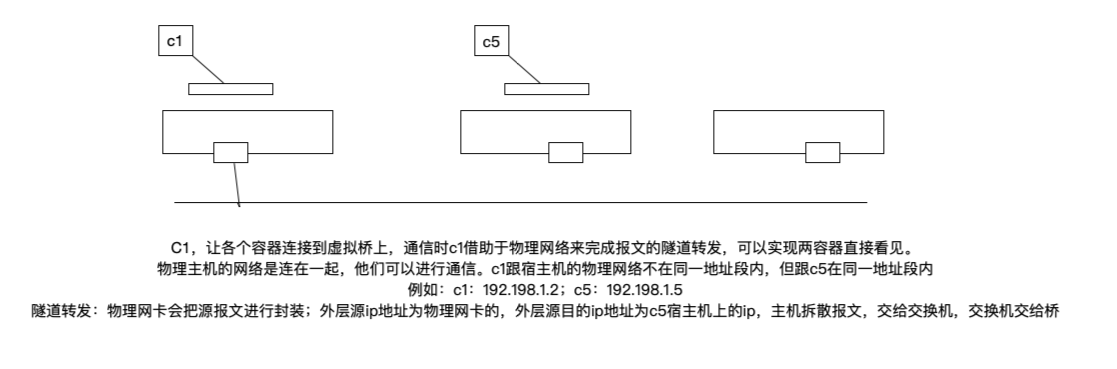 c1
c5
C1，让各个容器连接到虚拟桥上，通信时c1借助于物理网络来完成报文的隧道转发，可以实现两容器直接看见。
物理主机的网络是连在一起，他们可以进行通信。c1跟宿主机的物理网络不在同一地址段内，但跟c5在同一地址段内
例如：c1：192.198.1.2；c5：192.198.1.5
隧道转发：物理网卡会把源报文进行封装；外层源ip地址为物理网卡的，外层源目的ip地址为c5宿主机上的ip，主机拆散报文，交给交换机，交换机交给桥